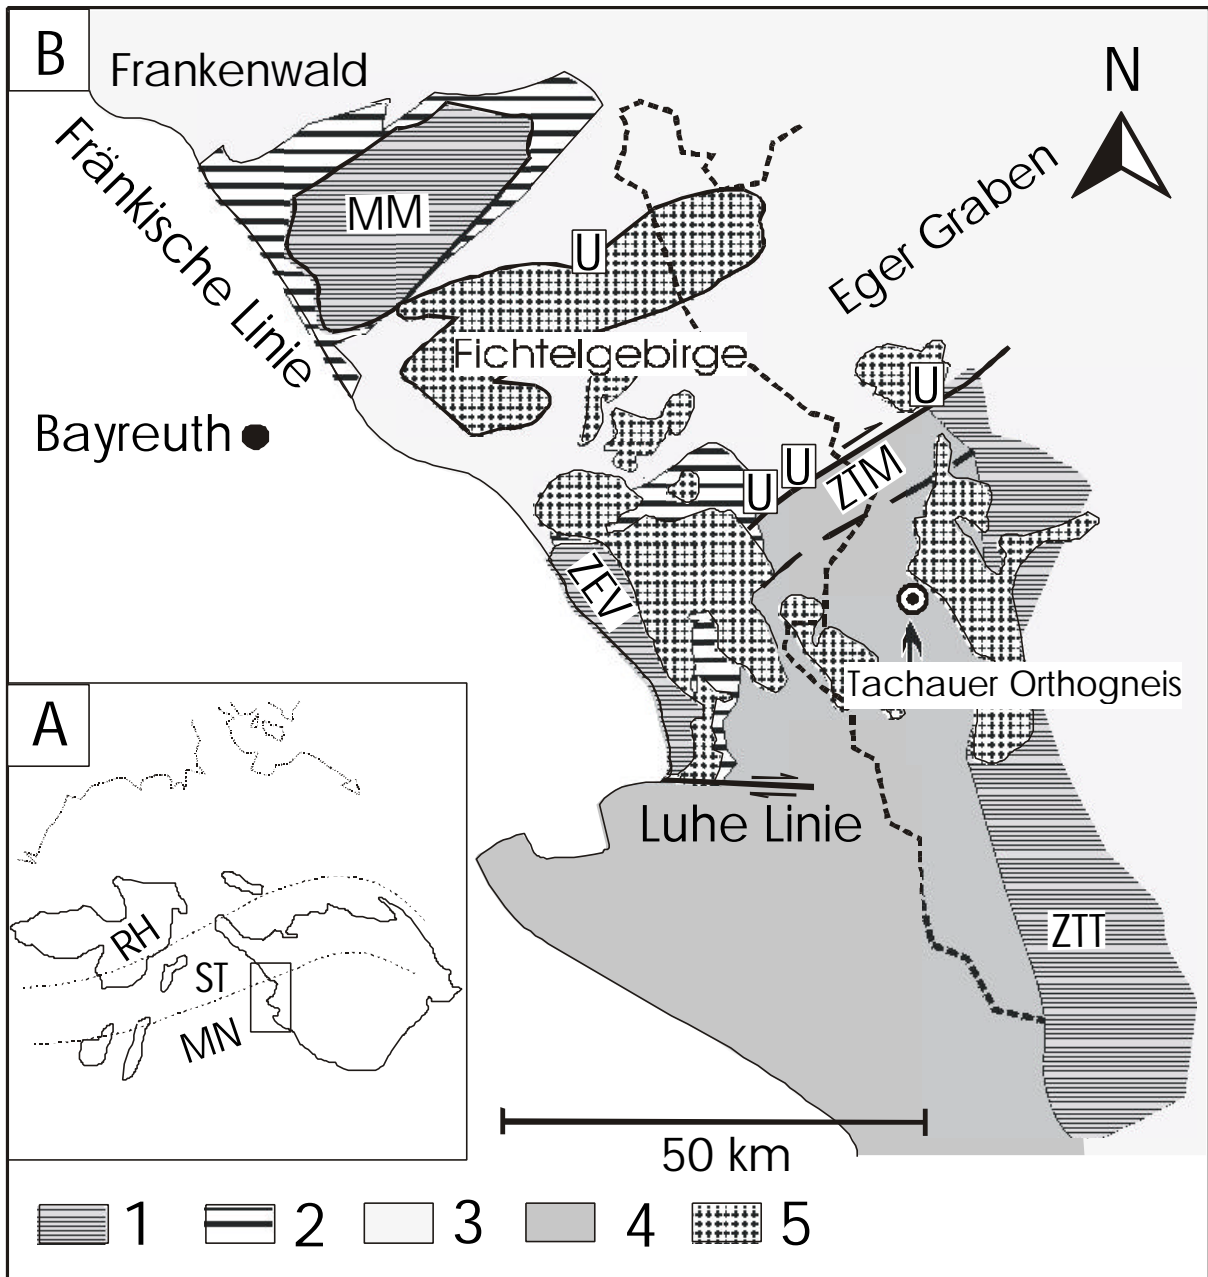 B
Frankenwald
N
Fränkische Linie
MM
Eger Graben
U
Fichtelgebirge
U
Bayreuth
U
U
ZTM
ZEV
Tachauer Orthogneis
A
Luhe Linie
RH
ST
ZTT
MN
50 km
1 2 3 4 5